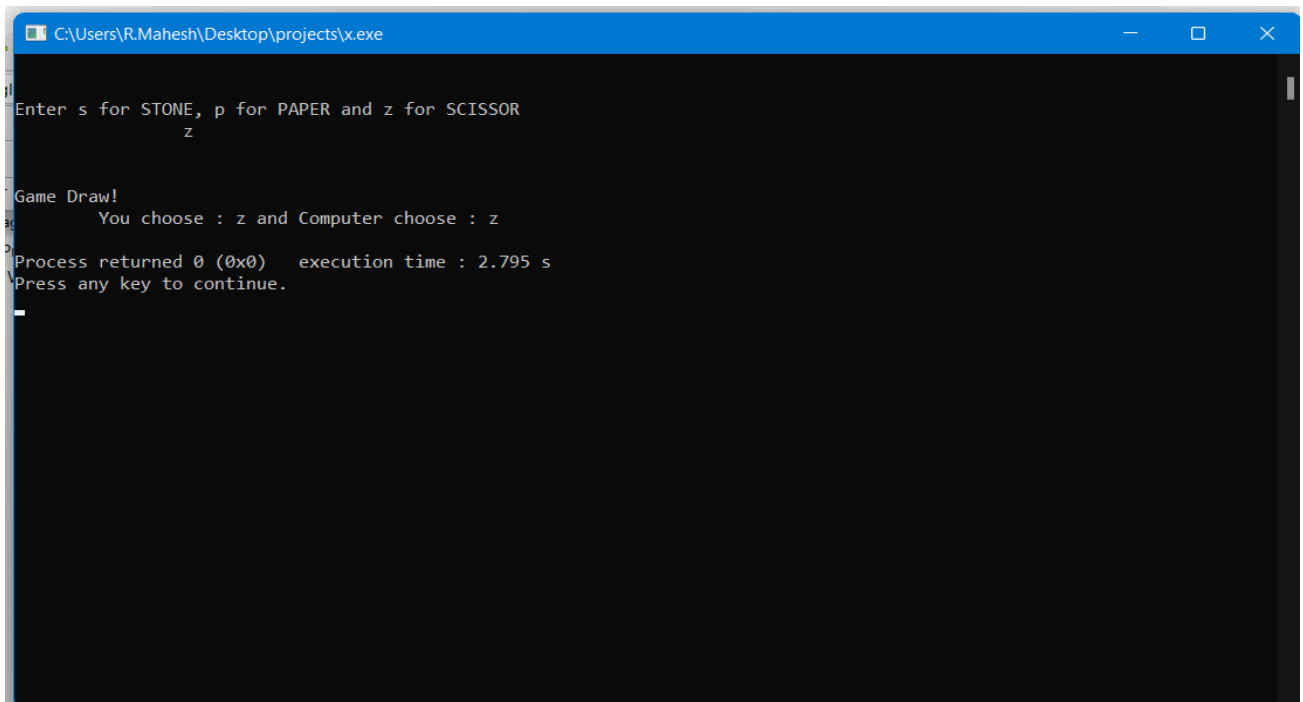 C:\Users\R.Mahesh\Desktop\projects\x.exe
Enter s for STONE, p for PAPER and z for SCISSOR
z
Game Draw!
You choose : z and Computer choose : z
Process returned 0 (0x0)   execution time : 2.795 s
Press any key to continue.